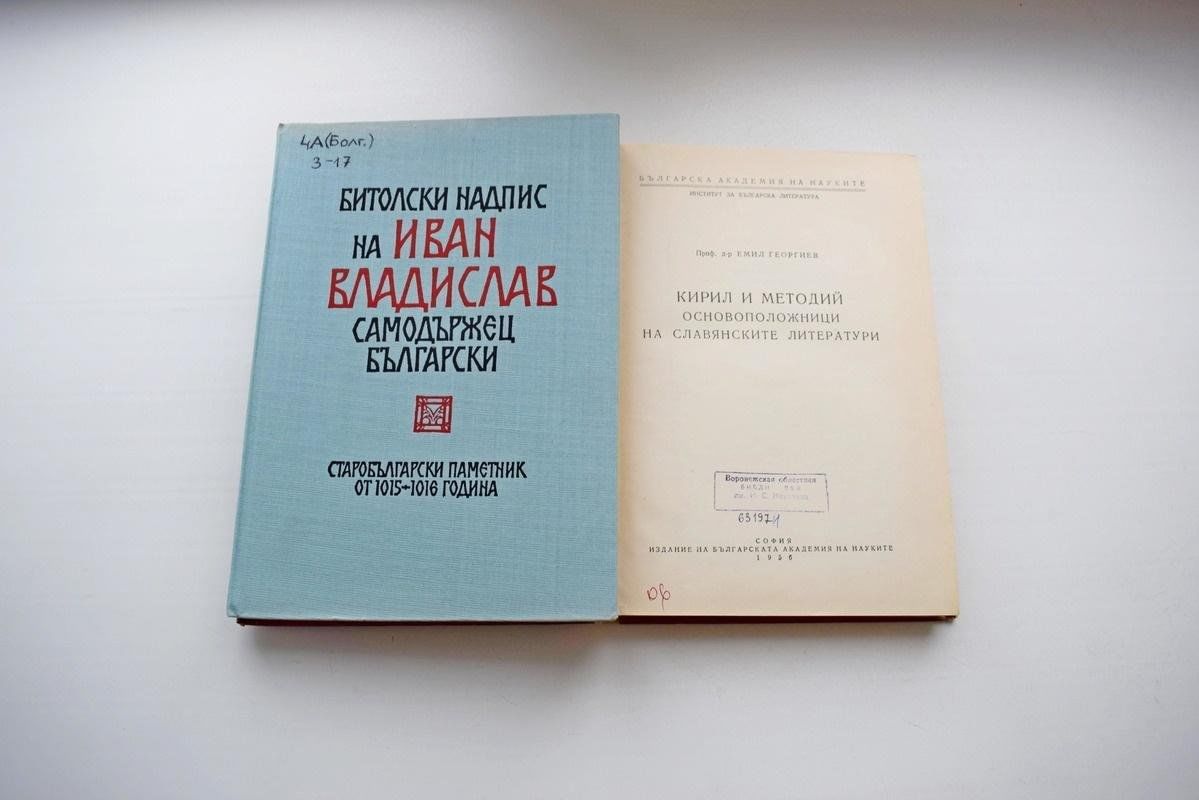 ЦА(Болг.)
З-17
БИТОЛСКИ НАДПИС
НА ИВАН
ВЛАДИСЛАВ
САМОДЪРЖЕЦ
БЪЛГАРСКИ
СТАРОБЪЛГАРСКИ ПАМЕТНИК
ОТ 1015-1016 ГОДИНА
БЪЛГАРСКА АКАДЕМИЯ НА НАУКИТЕ
ИНСТИТУТ ЗА БЪЛГАРСКА ЛИТЕРАТУРА
Проф. д-р ЕМИЛ ГЕОРГИЕВ
КИРИЛ И МЕТОДИЙ
ОСНОВОПОЛОЖНИЦИ
НА СЛАВЯНСКИТЕ ЛИТЕРАТУРИ
Воронежская областная
им. И. С.
СОФИЯ
ИЗДАНИЕ НА БЪЛГАРСКАТА АКАДЕМИЯ НА НАУКИТЕ
1956